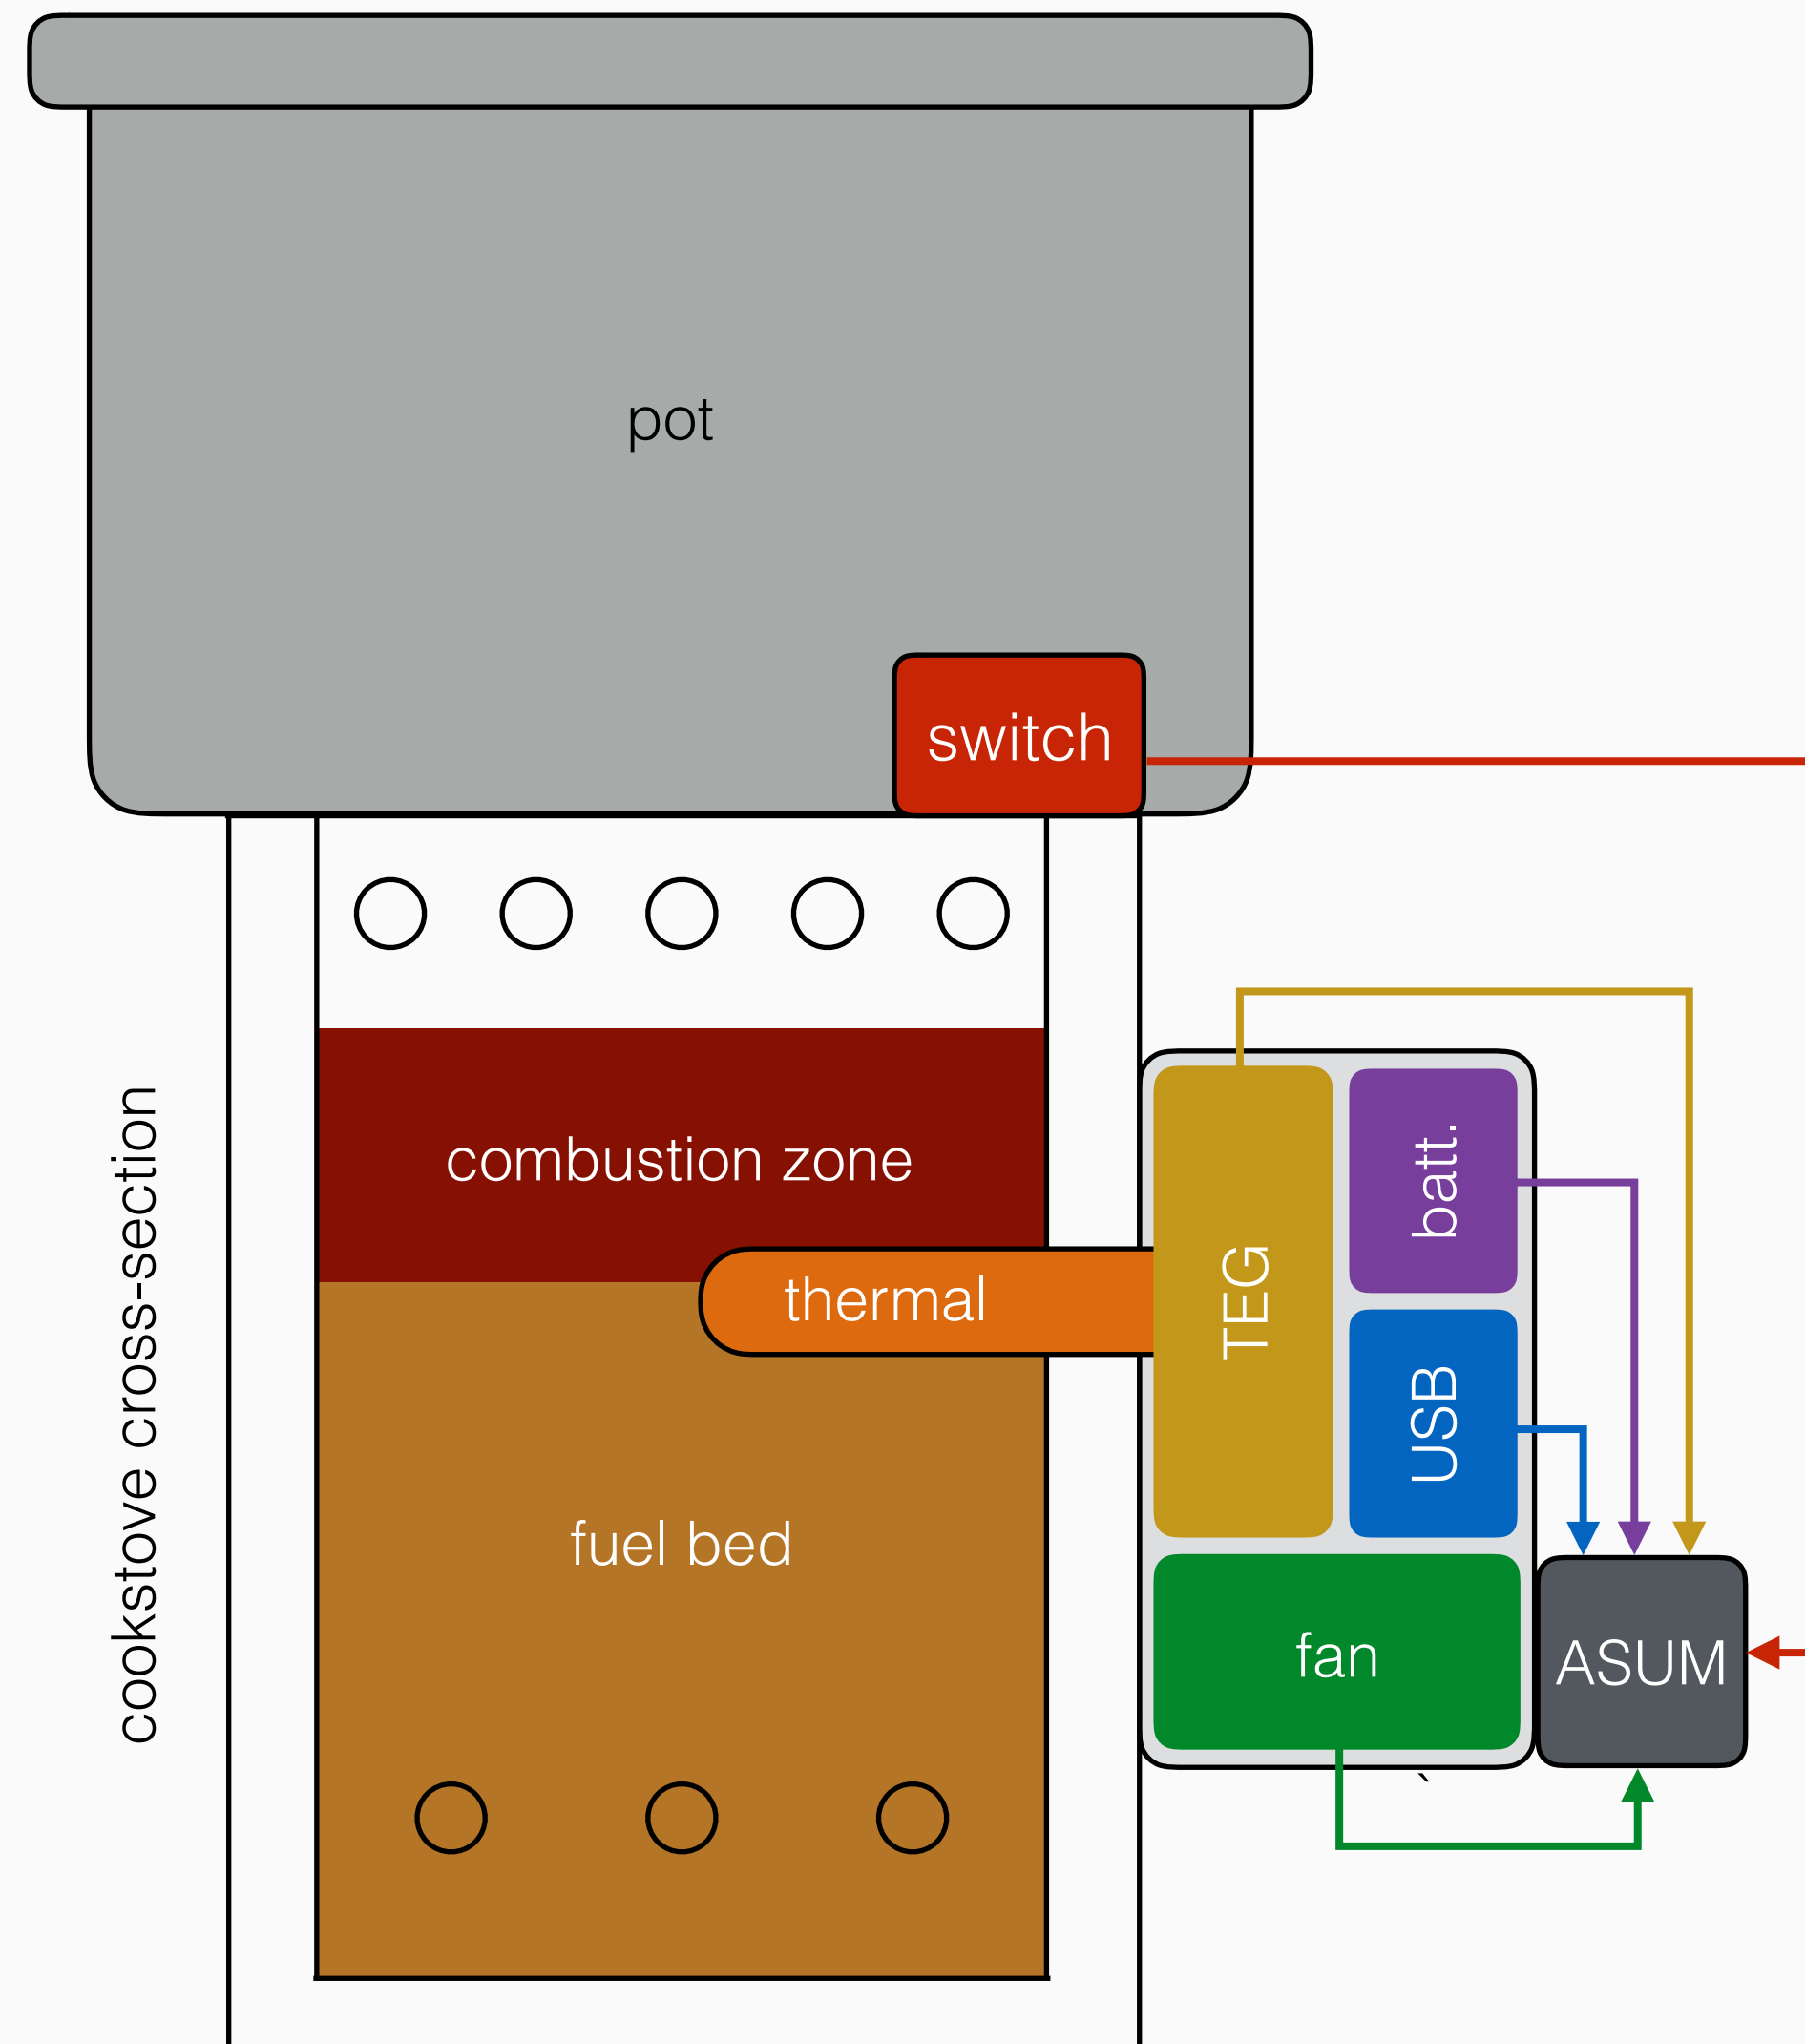 pot
switch
combustion zone
thermal
TEG
batt.
USB
fuel bed
fan
ASUM
`
cookstove cross-section